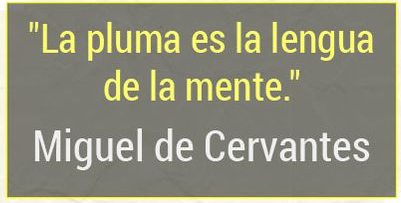 "La pluma es la lengua
de la mente."
Miguel de Cervantes